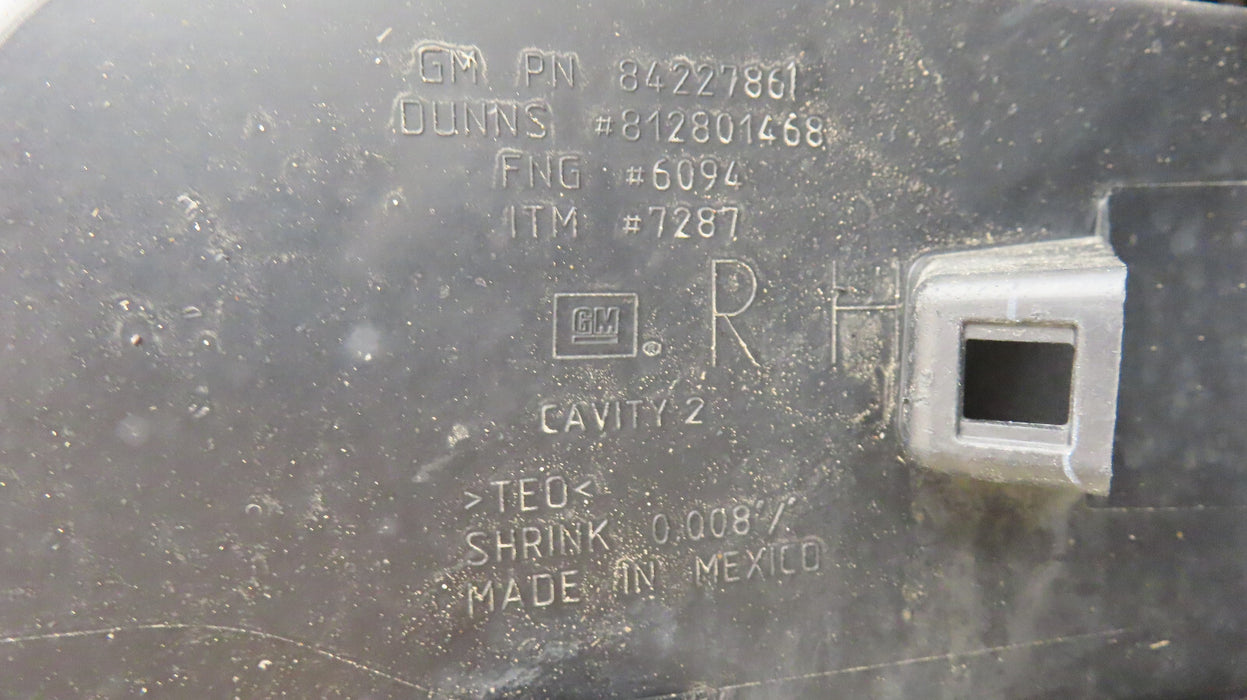 GM PN 84227861
DUNNS #812801468
FNG #6094
ITM #7287
GM ® R H
CAVITY 2
>TEO<
SHRINK 0.008"/
MADE IN MEXICO